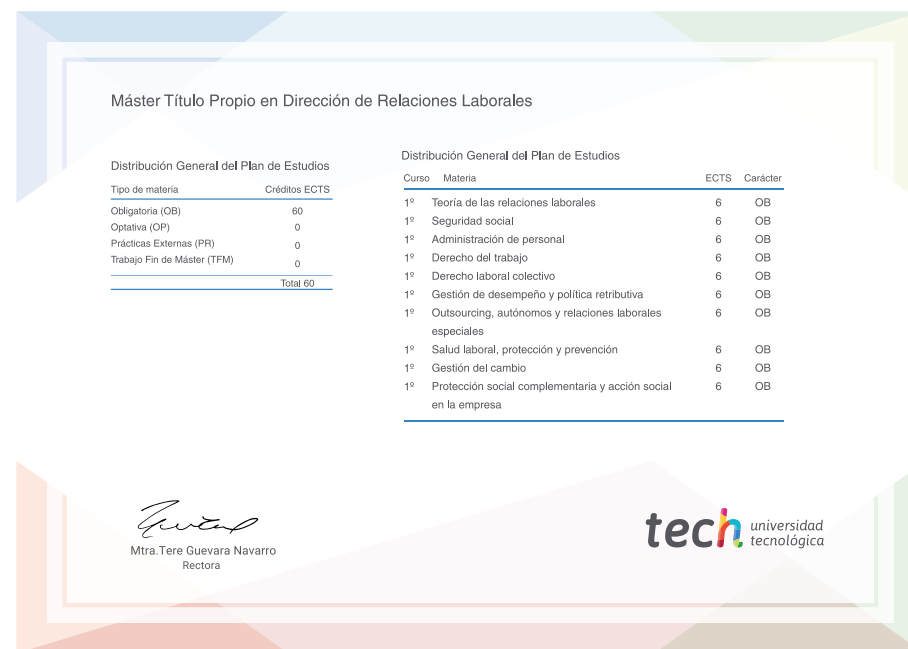 Máster Título Propio en Dirección de Relaciones Laborales
Distribución General del Plan de Estudios
Tipo de materia Créditos ECTS
Obligatoria (OB) 60
Optativa (OP) 0
Prácticas Externas (PR) 0
Trabajo Fin de Máster (TFM) 0
Total 60
Distribución General del Plan de Estudios
Curso Materia ECTS Carácter
1º Teoría de las relaciones laborales 6 OB
1º Seguridad social 6 OB
1º Administración de personal 6 OB
1º Derecho del trabajo 6 OB
1º Derecho laboral colectivo 6 OB
1º Gestión de desempeño y política retributiva 6 OB
1º Outsourcing, autónomos y relaciones laborales 6 OB
especiales
1º Salud laboral, protección y prevención 6 OB
1º Gestión del cambio 6 OB
1º Protección social complementaria y acción social 6 OB
en la empresa
Mtra.Tere Guevara Navarro
Rectora
tech universidad
tecnológica